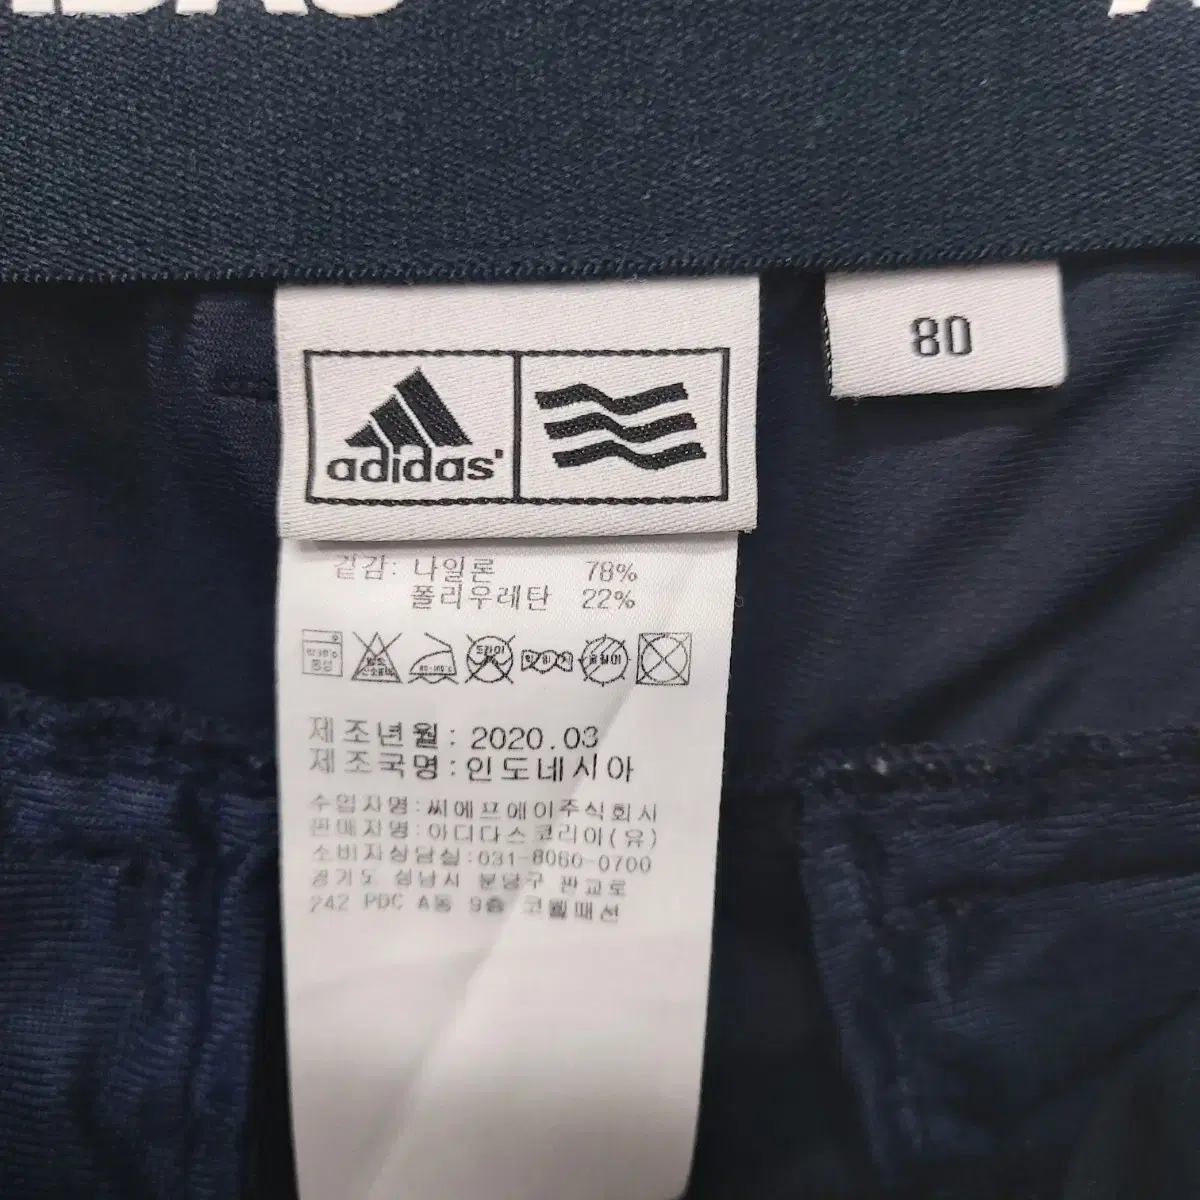 80
adidas
겉감: 나일론 78%
폴리우레탄 22%
제조년월: 2020.03
제조국명: 인도네시아
수입자명: 씨에프에이주식회사
판매자명: 아디다스코리아(유)
소비자상담실:031-8060-0700
경기도 성남시 분당구 판교로
242 PDC A동 9층 코웰패션